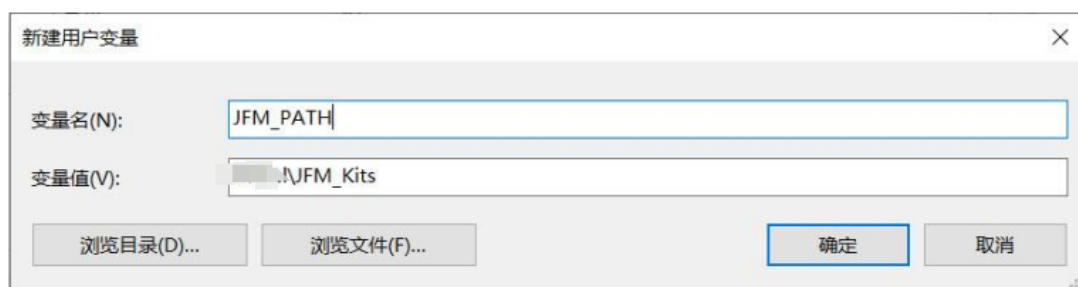 新建用户变量
变量名(N):
JFM_PATH
变量值(V):
!\JFM_Kits
浏览目录(D)...
浏览文件(F)...
确定
取消